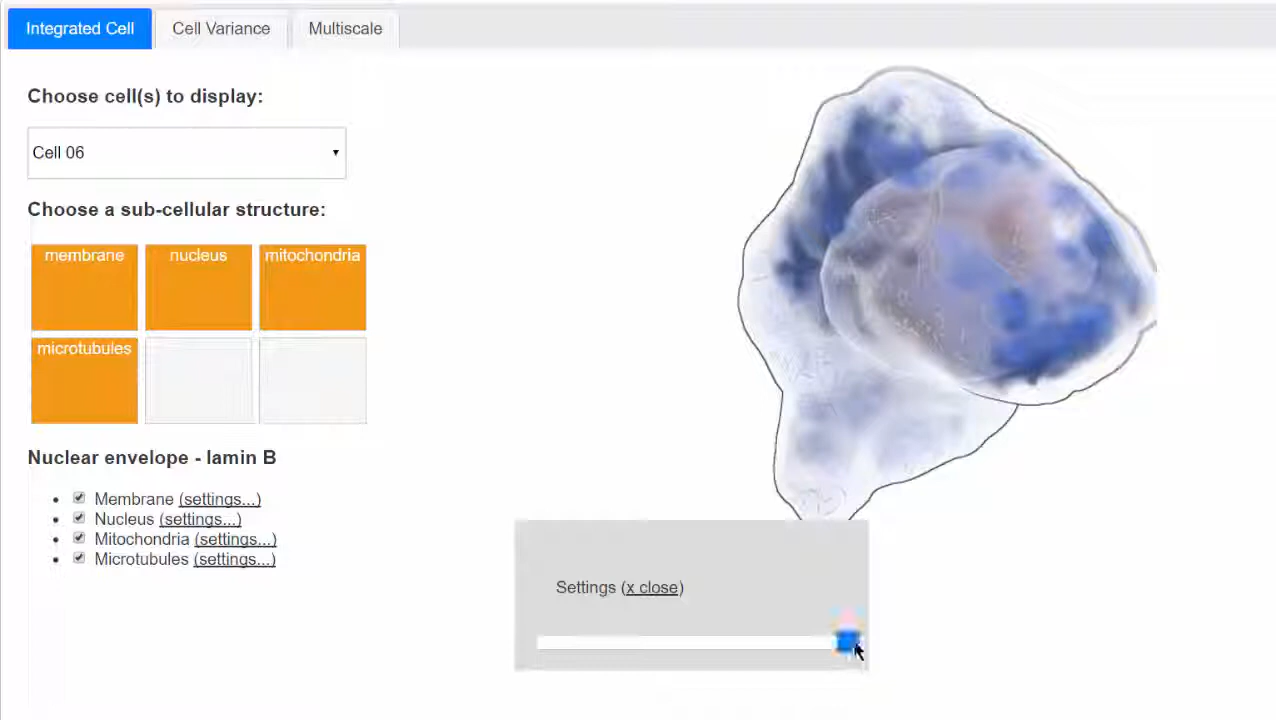 Integrated Cell Cell Variance Multiscale
Choose cell(s) to display:
Cell 06
Choose a sub-cellular structure:
membrane nucleus mitochondria
microtubules
Nuclear envelope - lamin B
Membrane (settings...)
Nucleus (settings...)
Mitochondria (settings...)
Microtubules (settings...)
Settings (x close)